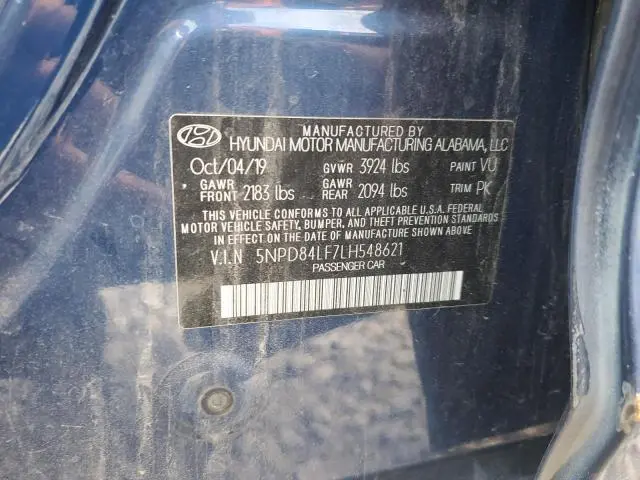 MANUFACTURED BY
HYUNDAI MOTOR MANUFACTURING ALABAMA, LLC
Oct/04/19 GVWR 3924 lbs PAINT VU
GAWR FRONT 2183 lbs GAWR REAR 2094 lbs TRIM PK
THIS VEHICLE CONFORMS TO ALL APPLICABLE U.S.A. FEDERAL
MOTOR VEHICLE SAFETY, BUMPER, AND THEFT PREVENTION STANDARDS
IN EFFECT ON THE DATE OF MANUFACTURE SHOWN ABOVE.
V.I.N 5NPD84LF7LH548621
PASSENGER CAR